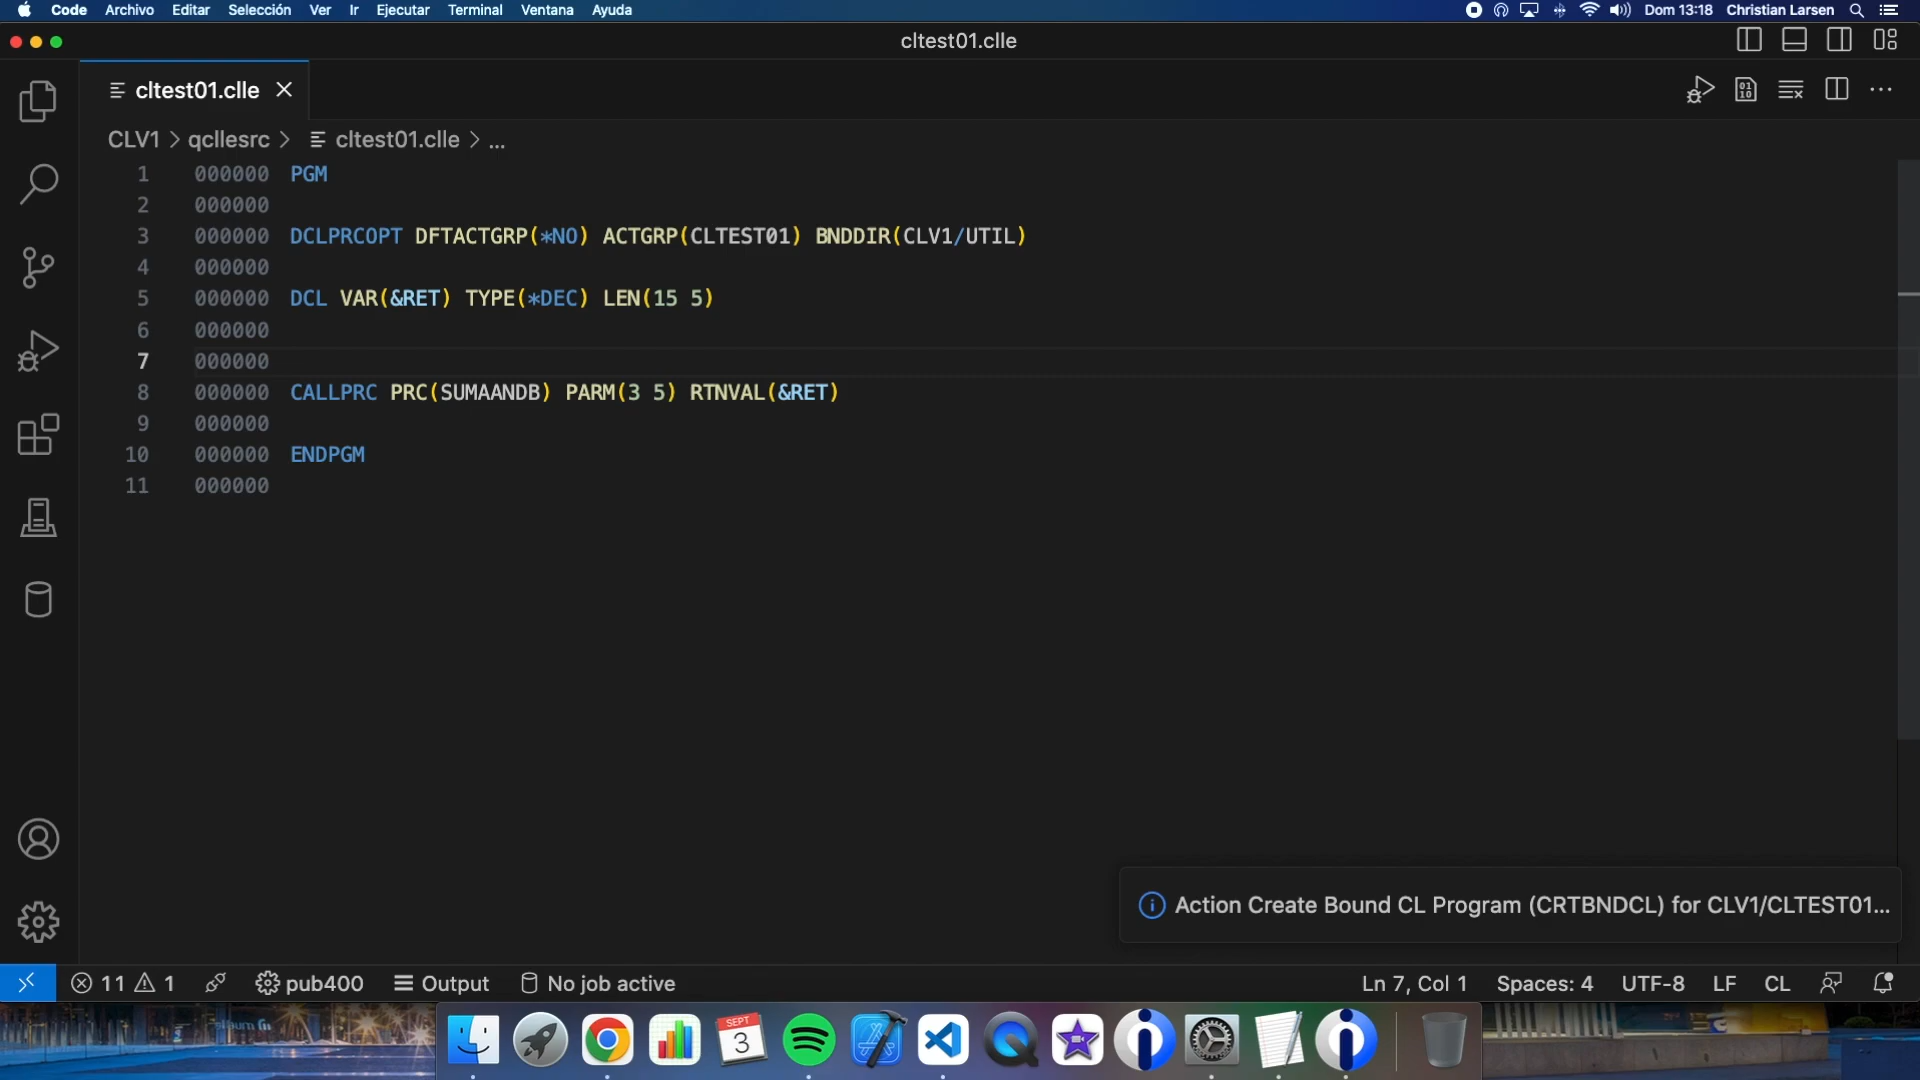 Code Archivo Editar Selección Ver Ir Ejecutar Terminal Ventana Ayuda Dom 13:18 Christian Larsen
cltest01.clle
cltest01.clle
CLV1 > qcllesrc > cltest01.clle > ...
1 000000 PGM
2 000000
3 000000 DCLPRCOPT DFTACTGRP(*NO) ACTGRP(CLTEST01) BNDDIR(CLV1/UTIL)
4 000000
5 000000 DCL VAR(&RET) TYPE(*DEC) LEN(15 5)
6 000000
7 000000
8 000000 CALLPRC PRC(SUMAANDB) PARM(3 5) RTNVAL(&RET)
9 000000
10 000000 ENDPGM
11 000000
Action Create Bound CL Program (CRTBNDCL) for CLV1/CLTEST01...
11 1 pub400 Output No job active Ln 7, Col 1 Spaces: 4 UTF-8 LF CL
SEPT
3